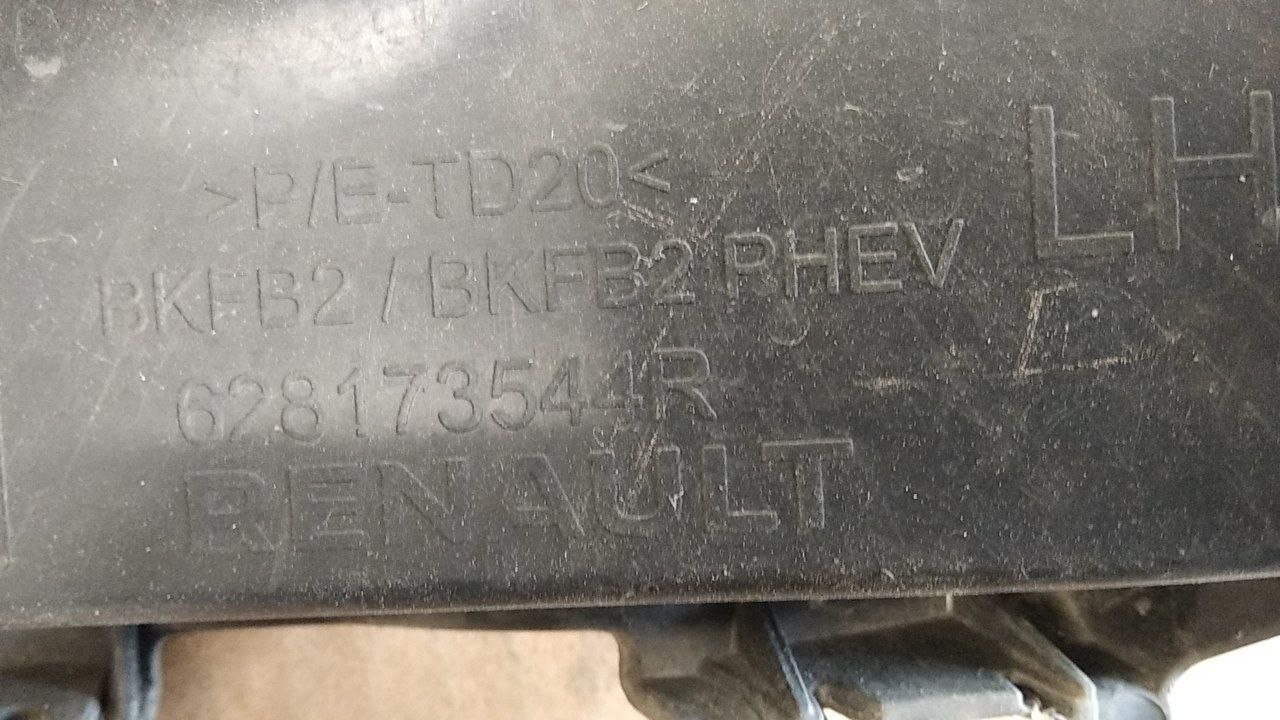 >P/E-TD20<
LH
BKFB2 / BKFB2 PHEV
628173544R
RENAULT